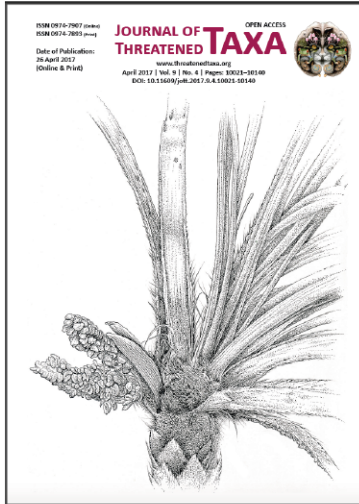 ISSN 0974-7907 (Online)
ISSN 0974-7893 (Print)
Date of Publication:
26 April 2017
(Online & Print)
OPEN ACCESS
JOURNAL OF
THREATENED TAXA
www.threatenedtaxa.org
April 2017 | Vol. 9 | No. 4 | Pages: 10021–10140
DOI: 10.11609/jott.2017.9.4.10021-10140